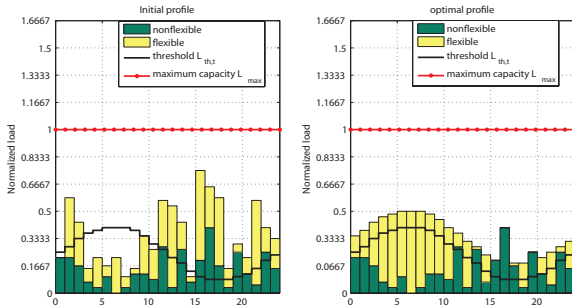 Initial profile
1.6667
1.5
1.3333
1.1667
1
0.8333
0.6667
0.5
0.3333
0.1667
0
Normalized load
nonflexible
flexible
threshold L th,t
maximum capacity L max
0 5 10 15 20
optimal profile
1.6667
1.5
1.3333
1.1667
1
0.8333
0.6667
0.5
0.3333
0.1667
0
Normalized load
nonflexible
flexible
threshold L th,t
maximum capacity L max
0 5 10 15 20